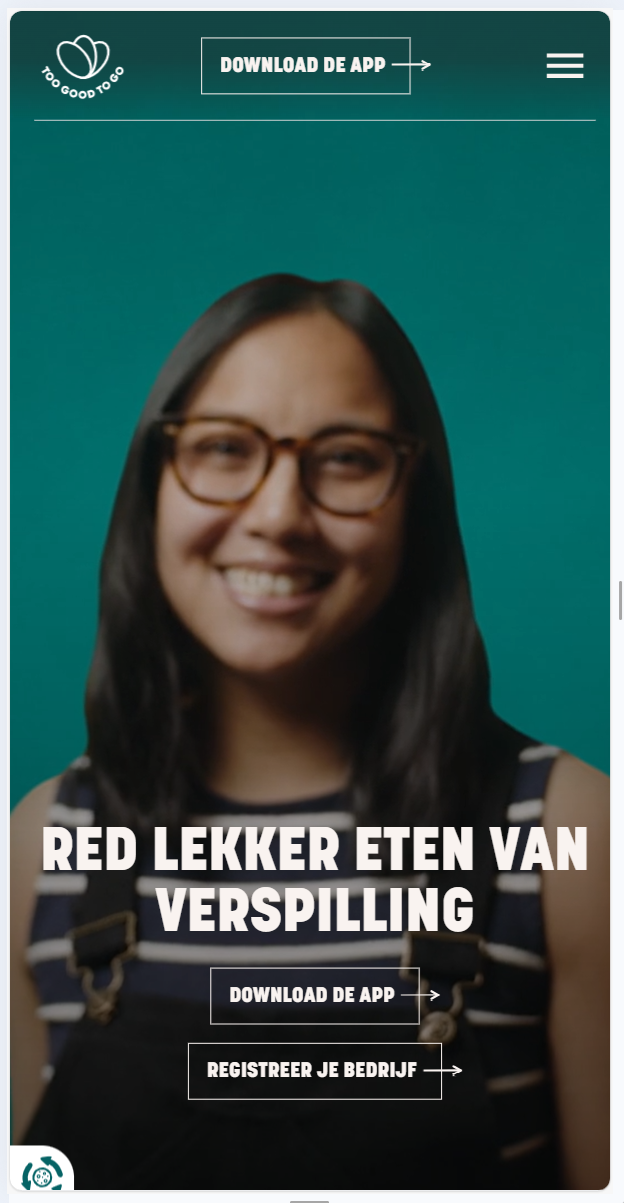 TOO GOOD TO GO
DOWNLOAD DE APP
RED LEKKER ETEN VAN
VERSPILLING
DOWNLOAD DE APP
REGISTREER JE BEDRIJF